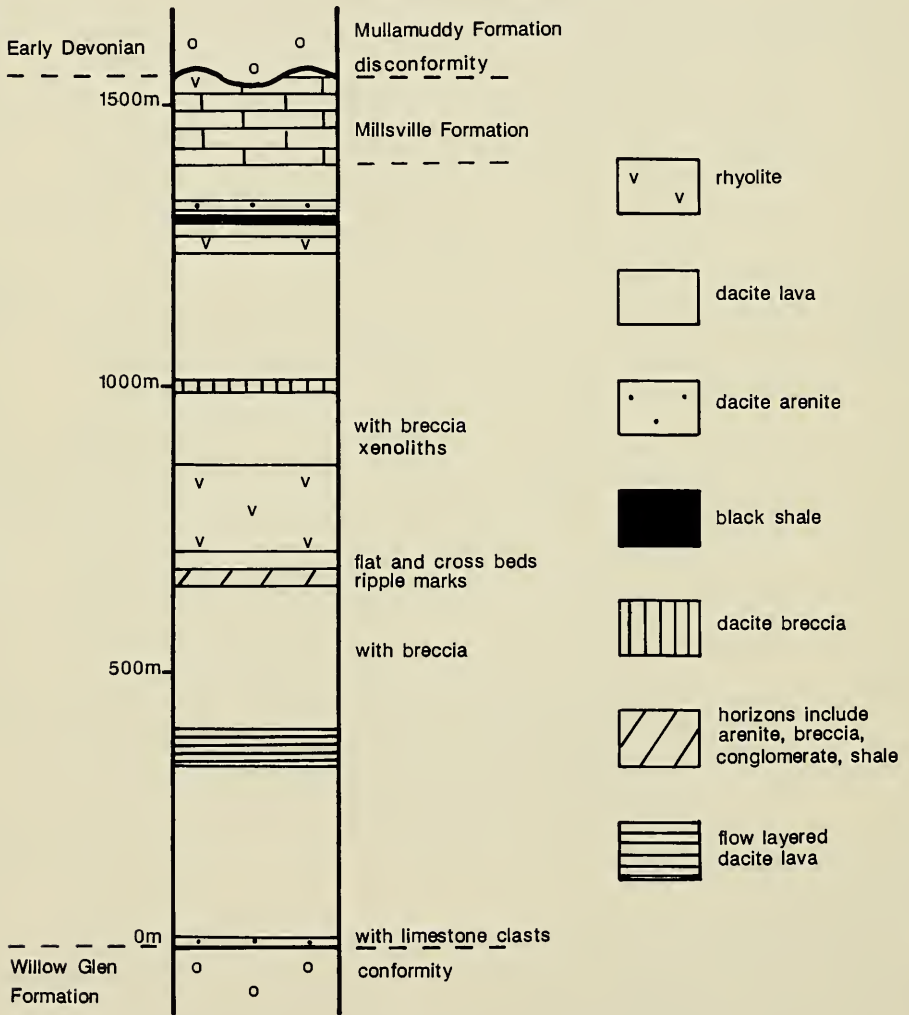 Early Devonian
1500m
1000m
500m
0m
Willow Glen
Formation
o o
o
v
v v
v v
v
v v
o o
o
Mullamuddy Formation
disconformity
Millsville Formation
with breccia
xenoliths
flat and cross beds
ripple marks
with breccia
with limestone clasts
conformity
v
v
rhyolite
dacite lava
dacite arenite
black shale
dacite breccia
horizons include
arenite, breccia,
conglomerate, shale
flow layered
dacite lava